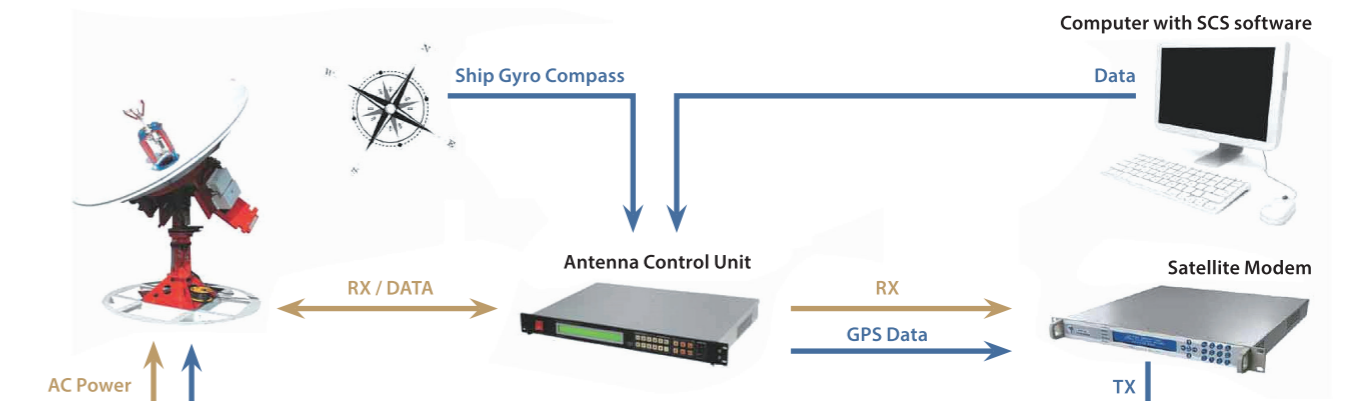 Computer with SCS software
Ship Gyro Compass
Data
Antenna Control Unit
Satellite Modem
RX / DATA
RX
GPS Data
AC Power
TX